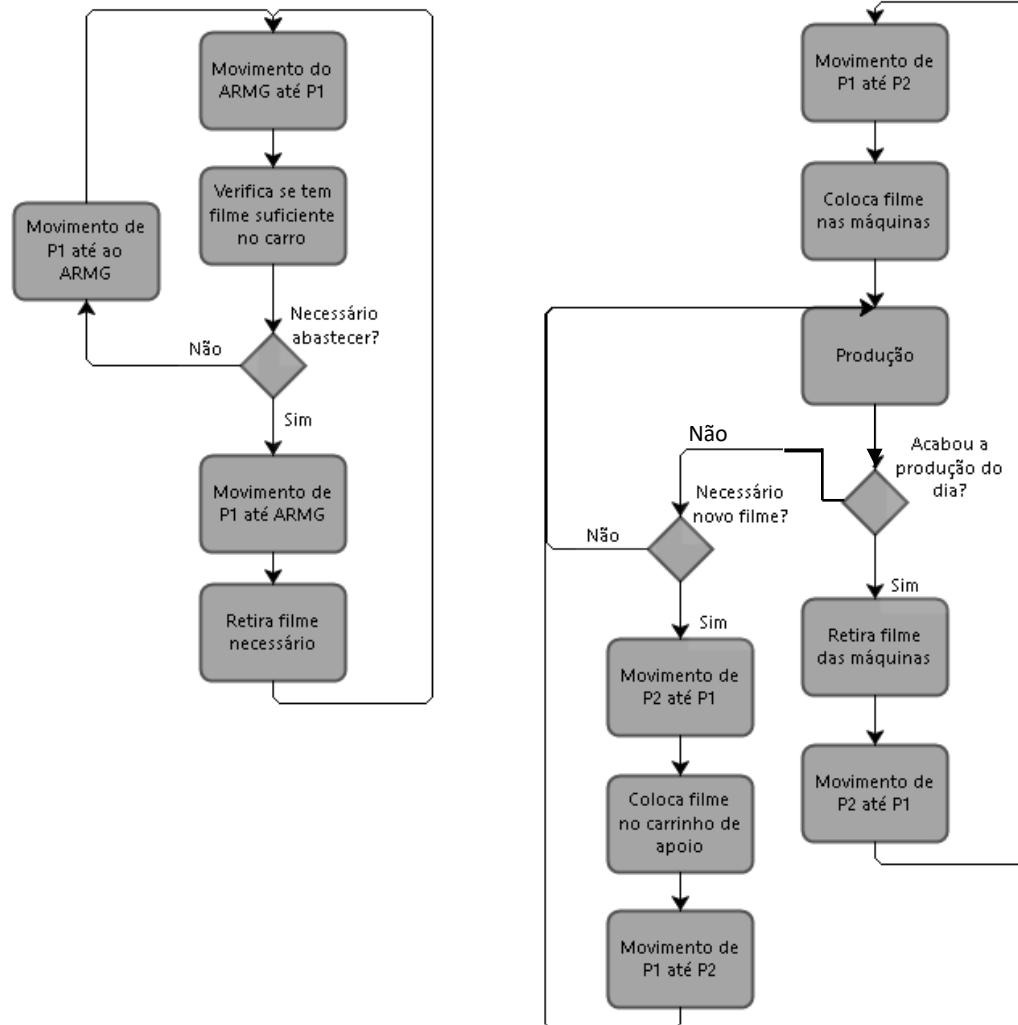 Movimento do
ARMG até P1
Verifica se tem
filme suficiente
no carro
Movimento de
P1 até ao
ARMG
Necessário
abastecer?
Não
Sim
Movimento de
P1 até ARMG
Retira filme
necessário
Movimento de
P1 até P2
Coloca filme
nas máquinas
Produção
Acabou a
produção do
dia?
Não
Necessário
novo filme?
Não
Sim
Sim
Movimento de
P2 até P1
Coloca filme
no carrinho de
apoio
Movimento de
P1 até P2
Retira filme
das máquinas
Movimento de
P2 até P1